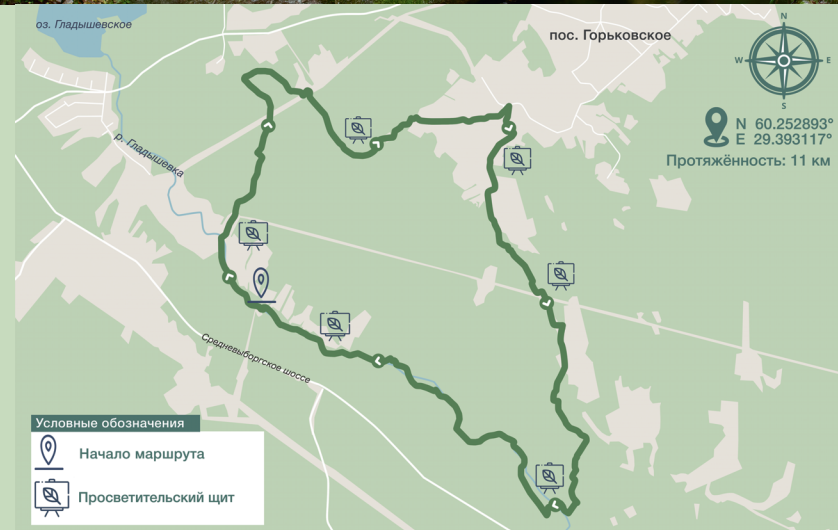 оз. Гладышевское
пос. Горьковское
N
W
E
S
N 60.252893°
E 29.393117°
Протяжённость: 11 км
р. Гладышевка
Средневыборгское шоссе
Условные обозначения
Начало маршрута
Просветительский щит